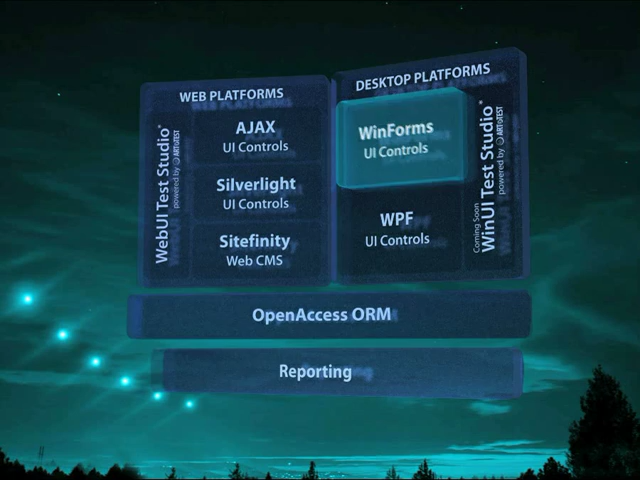 WEB PLATFORMS
WebUI Test Studio*
powered by ARTOFTEST
AJAX
UI Controls
Silverlight
UI Controls
Sitefinity
Web CMS
DESKTOP PLATFORMS
WinForms
UI Controls
WPF
UI Controls
Coming Soon
WinUI Test Studio*
powered by ARTOFTEST
OpenAccess ORM
Reporting